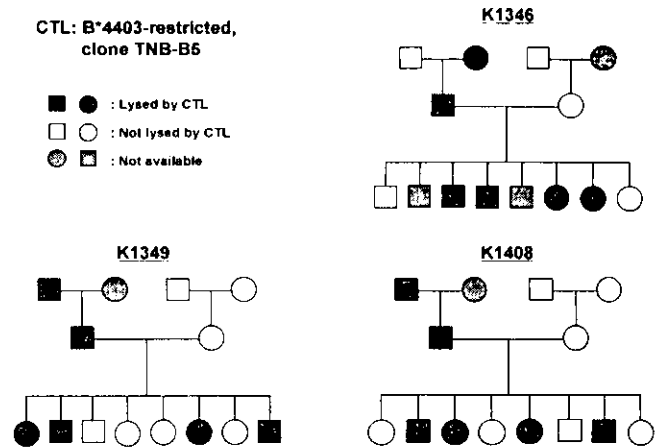 CTL: B*4403-restricted,
clone TNB-B5
: Lysed by CTL
: Not lysed by CTL
: Not available
K1346
K1349
K1408